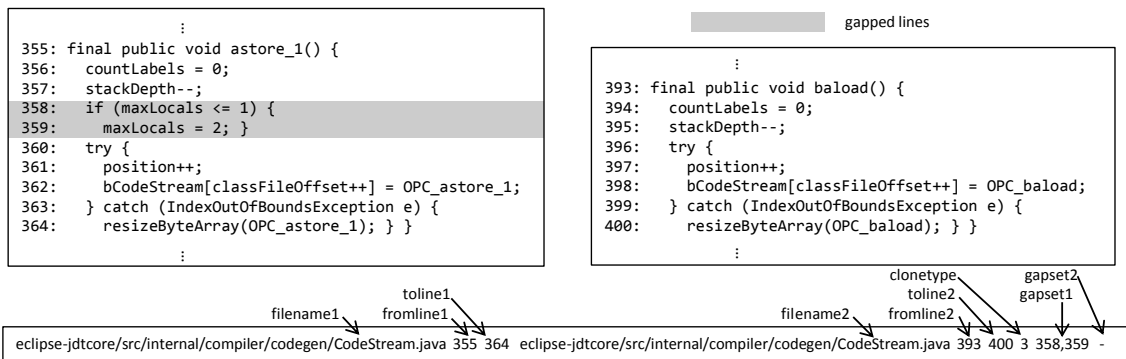 ⋮
355: final public void astore_1() {
356:   countLabels = 0;
357:   stackDepth--;
358:   if (maxLocals <= 1) {
359:     maxLocals = 2; }
360:   try {
361:     position++;
362:     bCodeStream[classFileOffset++] = OPC_astore_1;
363:   } catch (IndexOutOfBoundsException e) {
364:     resizeByteArray(OPC_astore_1); } }
⋮
gapped lines
⋮
393: final public void baload() {
394:   countLabels = 0;
395:   stackDepth--;
396:   try {
397:     position++;
398:     bCodeStream[classFileOffset++] = OPC_baload;
399:   } catch (IndexOutOfBoundsException e) {
400:     resizeByteArray(OPC_baload); } }
⋮
clonetype gapset2
toline1 toline2 gapset1
filename1 fromline1 filename2 fromline2
eclipse-jdtcore/src/internal/compiler/codegen/CodeStream.java 355 364 eclipse-jdtcore/src/internal/compiler/codegen/CodeStream.java 393 400 3 358,359 -